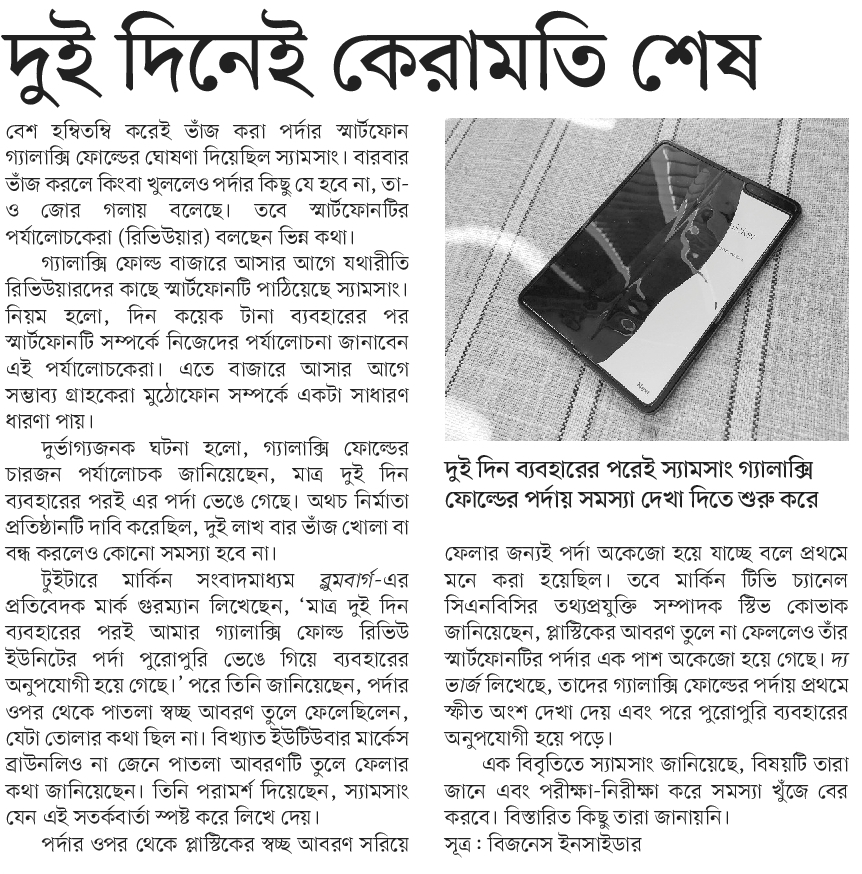 দুই দিনেই কেরামতি শেষ
বেশ হম্বিতম্বি করেই ভাঁজ করা পর্দার স্মার্টফোন
গ্যালাক্সি ফোল্ডের ঘোষণা দিয়েছিল স্যামসাং। বারবার
ভাঁজ করলে কিংবা খুললেও পর্দার কিছু যে হবে না, তা-
ও জোর গলায় বলেছে। তবে স্মার্টফোনটির
পর্যালোচকেরা (রিভিউয়ার) বলছেন ভিন্ন কথা।
গ্যালাক্সি ফোল্ড বাজারে আসার আগে যথারীতি
রিভিউয়ারদের কাছে স্মার্টফোনটি পাঠিয়েছে স্যামসাং।
নিয়ম হলো, দিন কয়েক টানা ব্যবহারের পর
স্মার্টফোনটি সম্পর্কে নিজেদের পর্যালোচনা জানাবেন
এই পর্যালোচকেরা। এতে বাজারে আসার আগে
সম্ভাব্য গ্রাহকেরা মুঠোফোন সম্পর্কে একটা সাধারণ
ধারণা পায়।
দুর্ভাগ্যজনক ঘটনা হলো, গ্যালাক্সি ফোল্ডের
চারজন পর্যালোচক জানিয়েছেন, মাত্র দুই দিন
ব্যবহারের পরই এর পর্দা ভেঙে গেছে। অথচ নির্মাতা
প্রতিষ্ঠানটি দাবি করেছিল, দুই লাখ বার ভাঁজ খোলা বা
বন্ধ করলেও কোনো সমস্যা হবে না।
টুইটারে মার্কিন সংবাদমাধ্যম ব্লুমবার্গ-এর
প্রতিবেদক মার্ক গুরম্যান লিখেছেন, ‘মাত্র দুই দিন
ব্যবহারের পরই আমার গ্যালাক্সি ফোল্ড রিভিউ
ইউনিটের পর্দা পুরোপুরি ভেঙে গিয়ে ব্যবহারের
অনুপযোগী হয়ে গেছে।’ পরে তিনি জানিয়েছেন, পর্দার
ওপর থেকে পাতলা স্বচ্ছ আবরণ তুলে ফেলেছিলেন,
যেটা তোলার কথা ছিল না। বিখ্যাত ইউটিউবার মার্কেস
ব্রাউনলিও না জেনে পাতলা আবরণটি তুলে ফেলার
কথা জানিয়েছেন। তিনি পরামর্শ দিয়েছেন, স্যামসাং
যেন এই সতর্কবার্তা স্পষ্ট করে লিখে দেয়।
পর্দার ওপর থেকে প্লাস্টিকের স্বচ্ছ আবরণ সরিয়ে
দুই দিন ব্যবহারের পরেই স্যামসাং গ্যালাক্সি
ফোল্ডের পর্দায় সমস্যা দেখা দিতে শুরু করে
ফেলার জন্যই পর্দা অকেজো হয়ে যাচ্ছে বলে প্রথমে
মনে করা হয়েছিল। তবে মার্কিন টিভি চ্যানেল
সিএনবিসির তথ্যপ্রযুক্তি সম্পাদক স্টিভ কোভাক
জানিয়েছেন, প্লাস্টিকের আবরণ তুলে না ফেললেও তাঁর
স্মার্টফোনটির পর্দার এক পাশ অকেজো হয়ে গেছে। দ্য
ভার্জ লিখেছে, তাদের গ্যালাক্সি ফোল্ডের পর্দায় প্রথমে
স্ফীত অংশ দেখা দেয় এবং পরে পুরোপুরি ব্যবহারের
অনুপযোগী হয়ে পড়ে।
এক বিবৃতিতে স্যামসাং জানিয়েছে, বিষয়টি তারা
জানে এবং পরীক্ষা-নিরীক্ষা করে সমস্যা খুঁজে বের
করবে। বিস্তারিত কিছু তারা জানায়নি।
সূত্র : বিজনেস ইনসাইডার